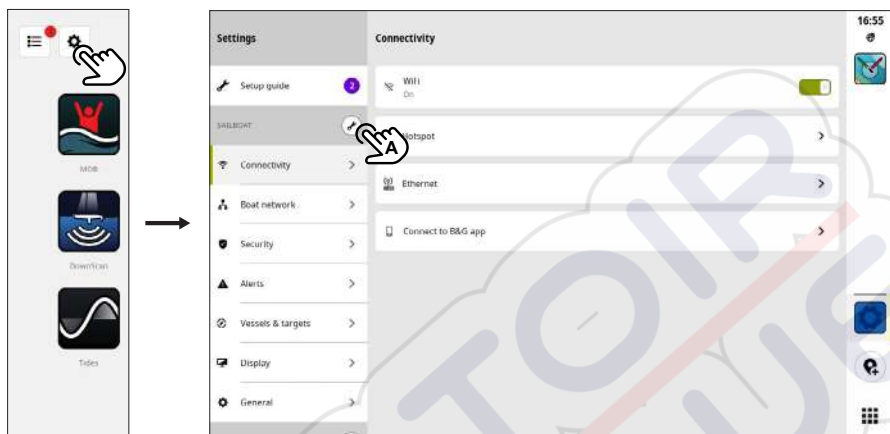 MOB
DownScan
Tides
Settings
Setup guide
2
SAILBOAT
A
Connectivity
Boat network
Security
Alerts
Vessels & targets
Display
General
Connectivity
WiFi
On
Hotspot
Ethernet
Connect to B&G app
16:55